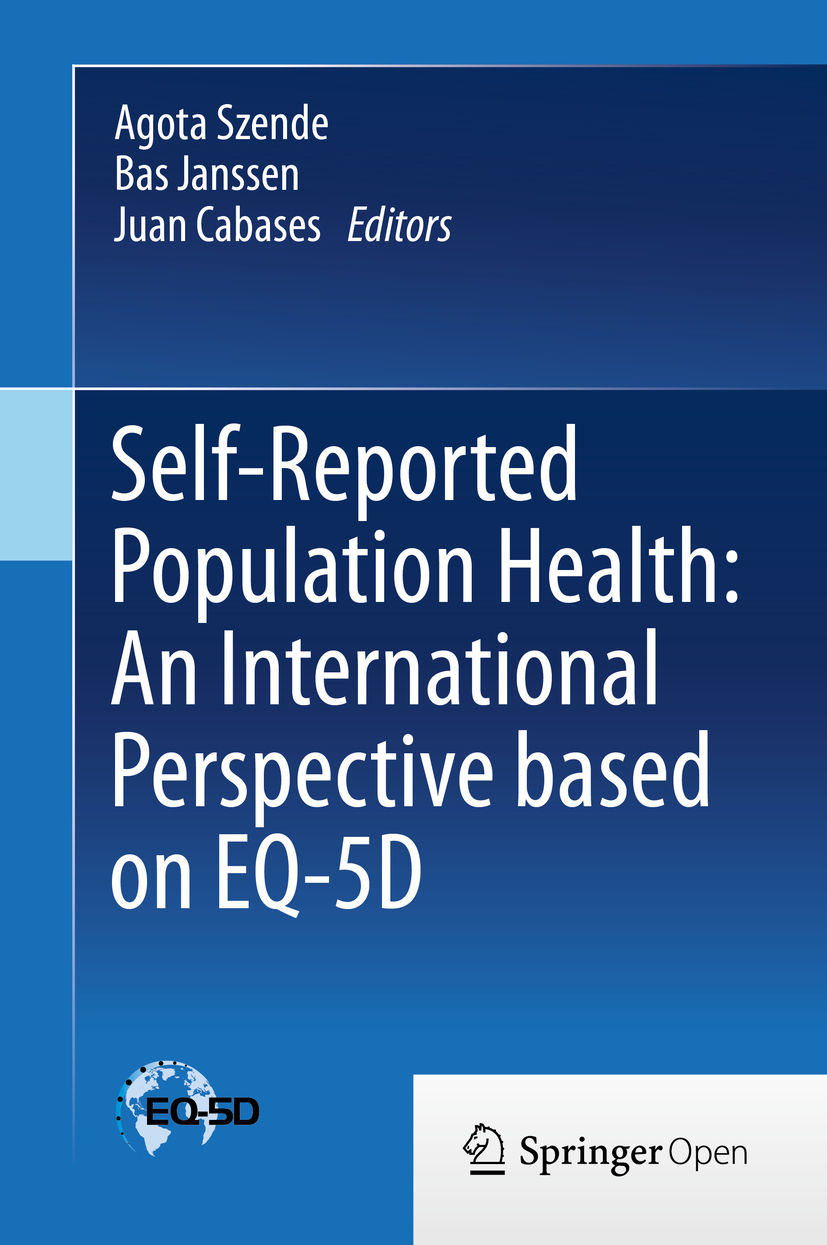 Agota Szende
Bas Janssen
Juan Cabases Editors
Self-Reported
Population Health:
An International
Perspective based
on EQ-5D
EQ-5D
Springer Open